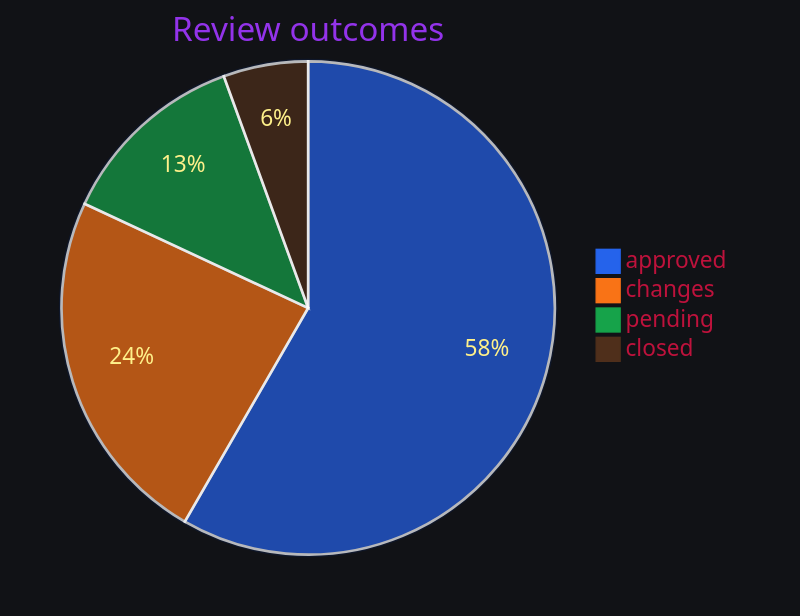 Review outcomes
6%
13%
24%
58%
approved
changes
pending
closed